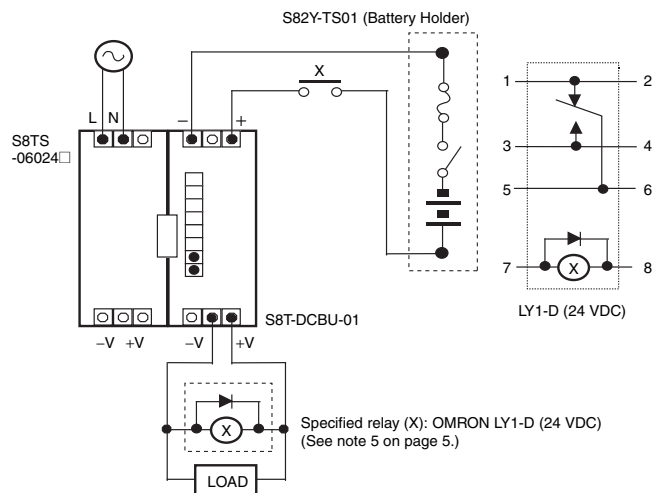 S82Y-TS01 (Battery Holder)
X
1 2
L N − +
S8TS
-06024□
3 4
5 6
7 X 8
LY1-D (24 VDC)
S8T-DCBU-01
−V +V −V +V
X
Specified relay (X): OMRON LY1-D (24 VDC)
(See note 5 on page 5.)
LOAD